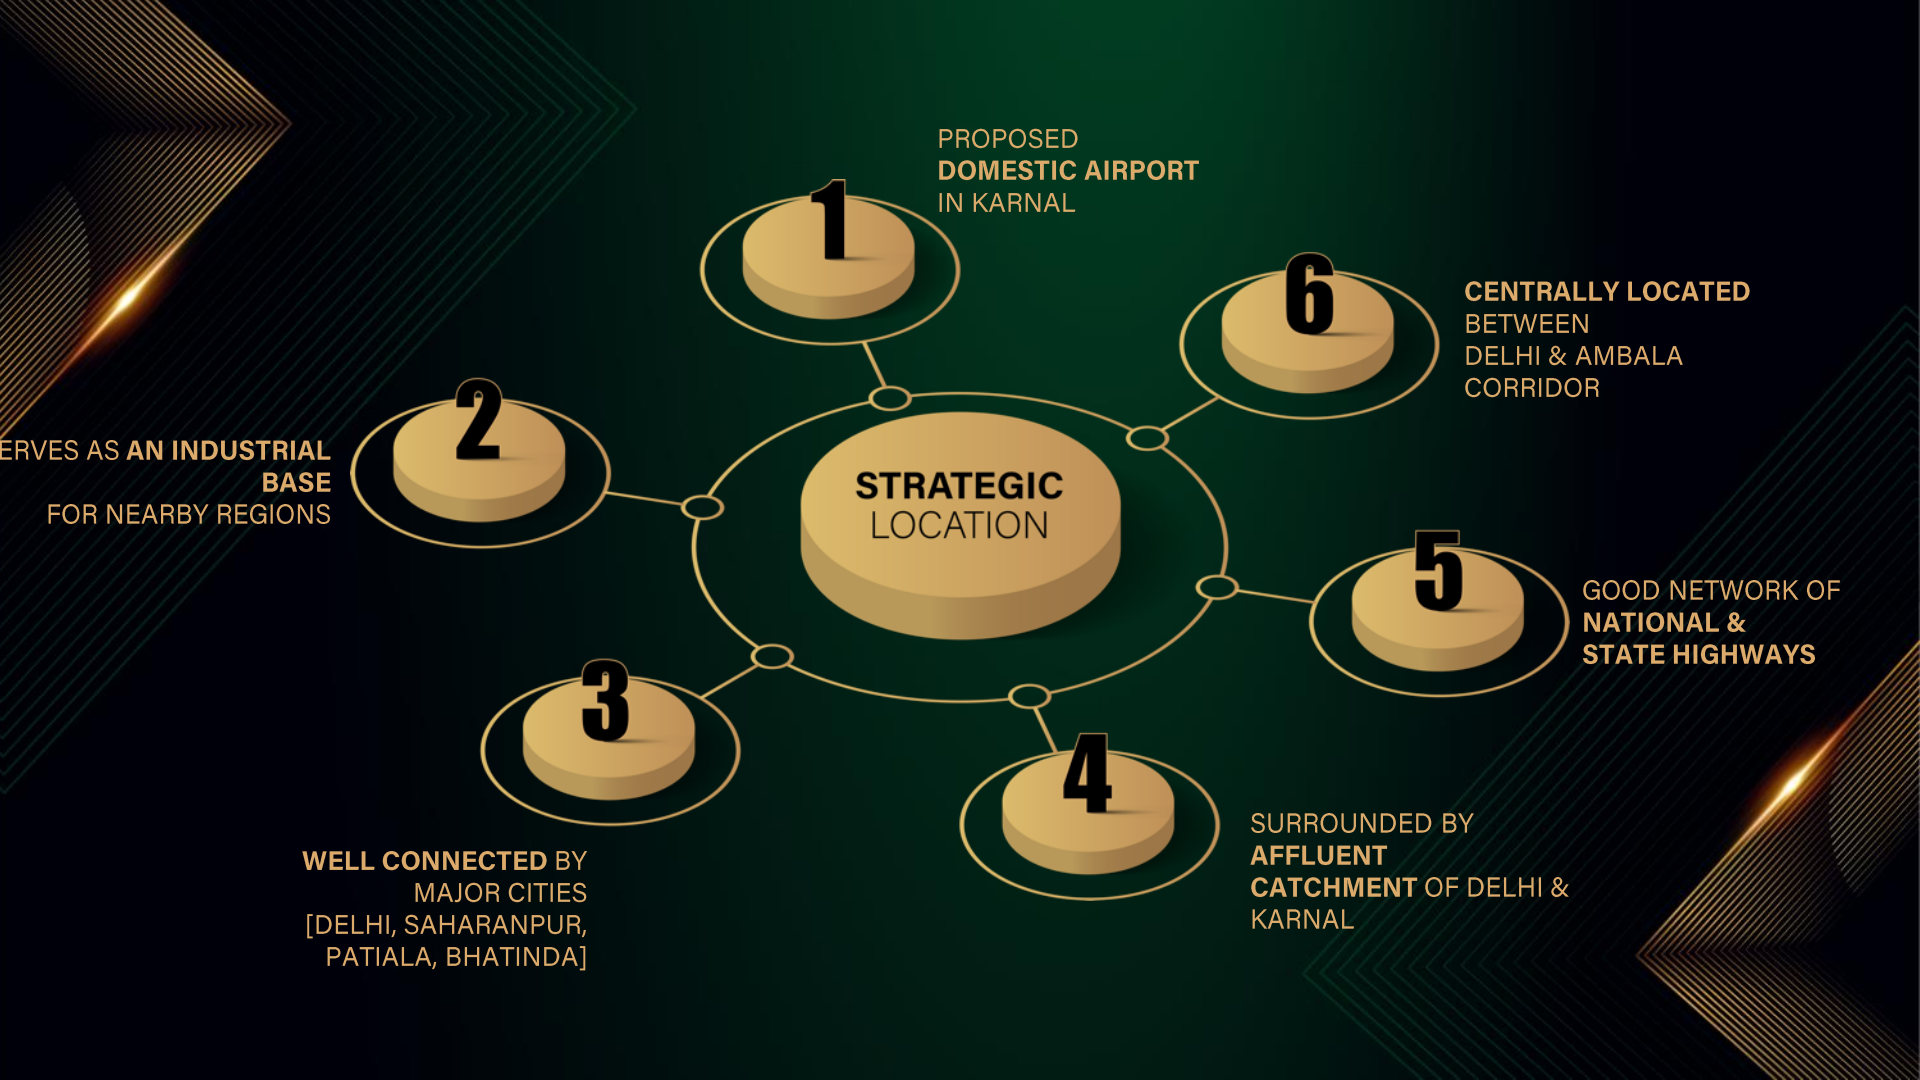 STRATEGIC
LOCATION
1
PROPOSED
DOMESTIC AIRPORT
IN KARNAL
2
ERVES AS AN INDUSTRIAL
BASE
FOR NEARBY REGIONS
3
WELL CONNECTED BY
MAJOR CITIES
[DELHI, SAHARANPUR,
PATIALA, BHATINDA]
4
SURROUNDED BY
AFFLUENT
CATCHMENT OF DELHI &
KARNAL
5
GOOD NETWORK OF
NATIONAL &
STATE HIGHWAYS
6
CENTRALLY LOCATED
BETWEEN
DELHI & AMBALA
CORRIDOR